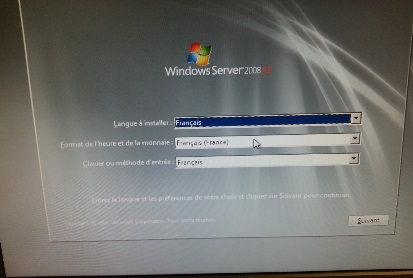 Windows Server 2008 R2
Langue à installer : Français
Format de l'heure et de la monnaie : Français (France)
Clavier ou méthode d'entrée : Français
Entrez la langue et les préférences de votre choix et cliquez sur Suivant pour continuer.
Suivant